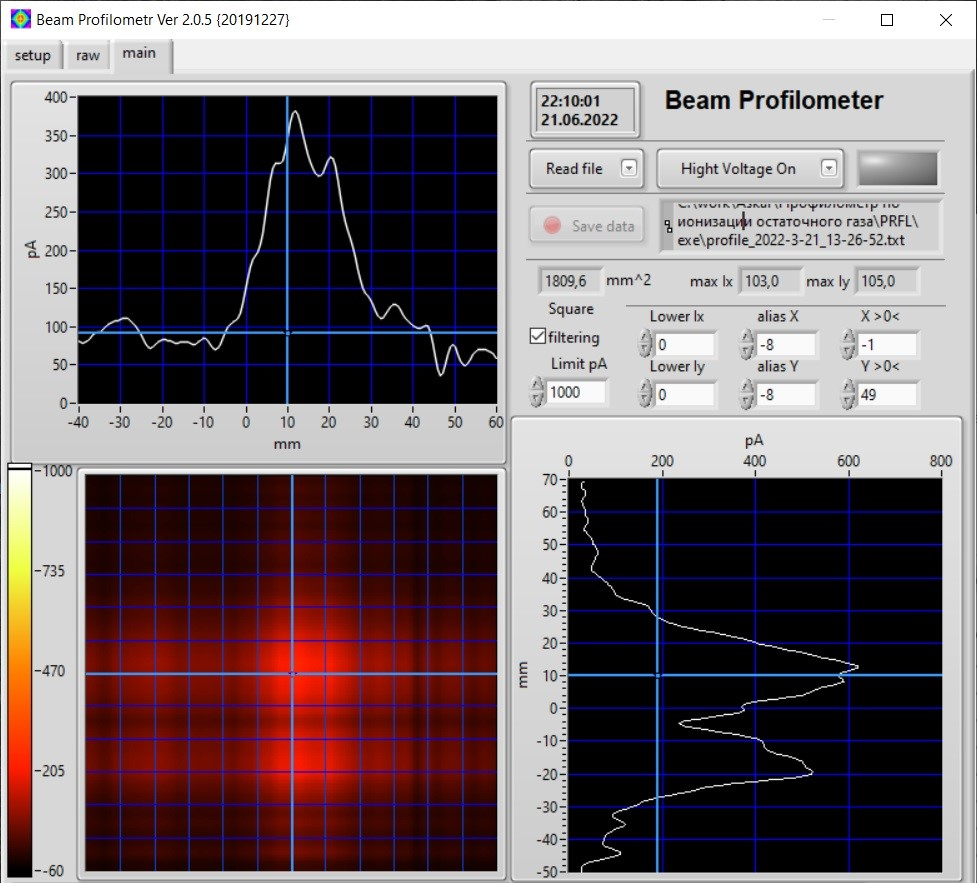 Beam Profilometr Ver 2.0.5 {20191227}
setup raw main
400
350
300
250
200
150
100
50
0
pA
-40 -30 -20 -10 0 10 20 30 40 50 60
mm
22:10:01
21.06.2022
Beam Profilometer
Read file
Hight Voltage On
Save data
C:\work\Askar\Профилометр по
ионизации остаточного газа\PRFL\
exe\profile_2022-3-21_13-26-52.txt
1809,6 mm^2 max Ix 103,0 max Iy 105,0
Square
filtering
Limit pA
1000
Lower Ix alias X X >0<
0 -8 -1
Lower Iy alias Y Y >0<
0 -8 49
1000
735
470
205
60
pA
0 200 400 600 800
70
60
50
40
30
20
10
0
-10
-20
-30
-40
-50
mm